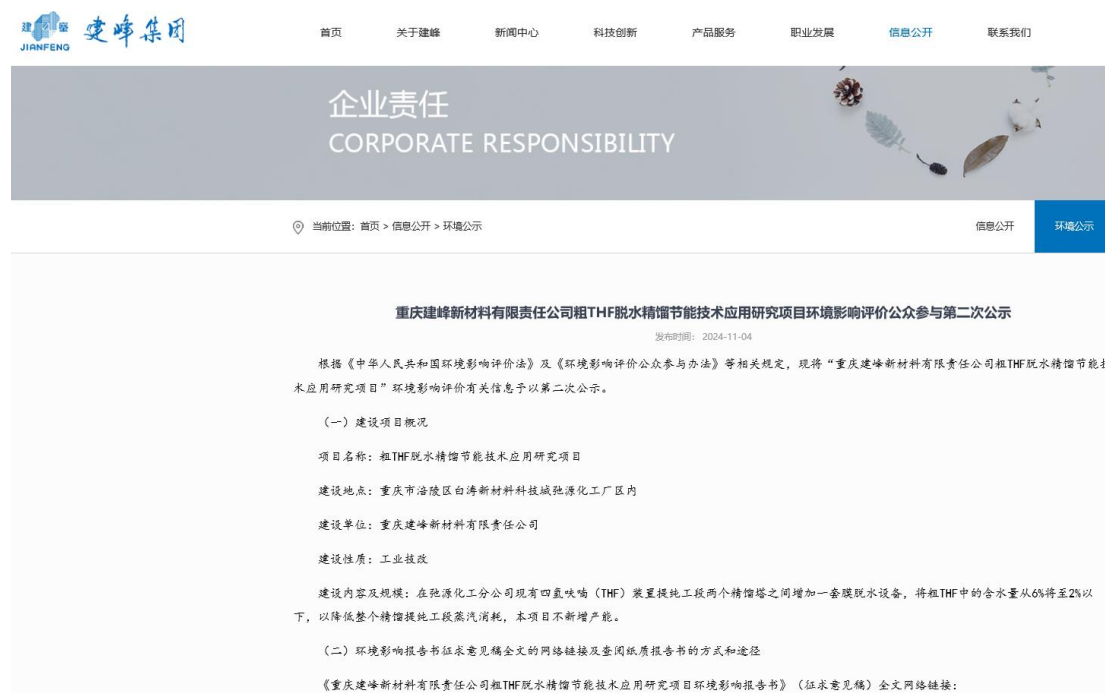 建峯 JIANFENG 建峰集团
首页 关于建峰 新闻中心 科技创新 产品服务 职业发展 信息公开 联系我们
企业责任
CORPORATE RESPONSIBILITY
当前位置：首页 > 信息公开 > 环境公示 信息公开 环境公示
重庆建峰新材料有限责任公司粗THF脱水精馏节能技术应用研究项目环境影响评价公众参与第二次公示
发布时间： 2024-11-04
根据《中华人民共和国环境影响评价法》及《环境影响评价公众参与办法》等相关规定，现将“重庆建峰新材料有限责任公司粗THF脱水精馏节能技
术应用研究项目”环境影响评价有关信息予以第二次公示。
（一）建设项目概况
项目名称：粗THF脱水精馏节能技术应用研究项目
建设地点：重庆市涪陵区白涛新材料科技城弛源化工厂区内
建设单位：重庆建峰新材料有限责任公司
建设性质：工业技改
建设内容及规模：在弛源化工分公司现有四氢呋喃（THF）装置提纯工段两个精馏塔之间增加一套膜脱水设备，将粗THF中的含水量从6%将至2%以
下，以降低整个精馏提纯工段蒸汽消耗，本项目不新增产能。
（二）环境影响报告书征求意见稿全文的网络链接及查阅纸质报告书的方式和途径
《重庆建峰新材料有限责任公司粗THF脱水精馏节能技术应用研究项目环境影响报告书》（征求意见稿）全文网络链接：